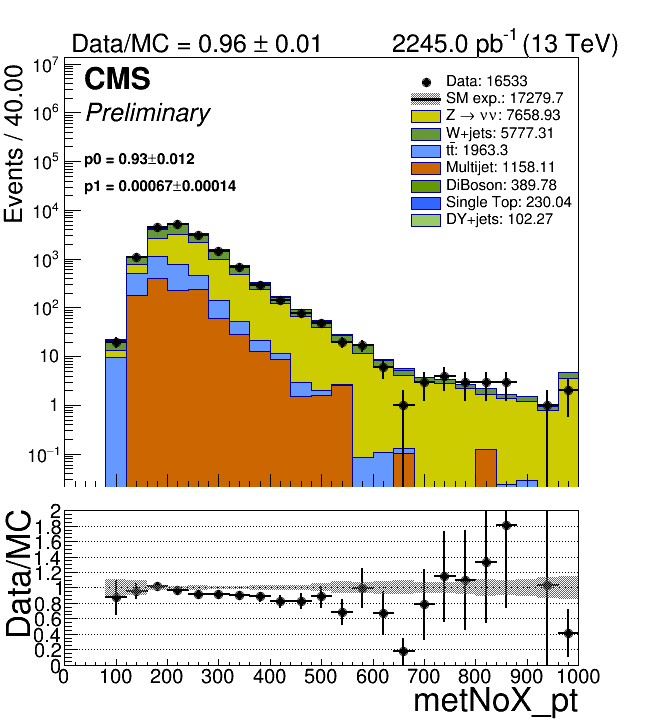 Data/MC = 0.96 ± 0.01 2245.0 pb⁻¹ (13 TeV)
CMS
Preliminary
p0 = 0.93±0.012
p1 = 0.00067±0.00014
Data: 16533
SM exp.: 17279.7
Z → νν: 7658.93
W+jets: 5777.31
tt̄: 1963.3
Multijet: 1158.11
DiBoson: 389.78
Single Top: 230.04
DY+jets: 102.27
Events / 40.00
10⁷
10⁶
10⁵
10⁴
10³
10²
10
1
10⁻¹
Data/MC
2
1.8
1.6
1.4
1.2
1
0.8
0.6
0.4
0.2
0
0 100 200 300 400 500 600 700 800 900 1000
metNoX_pt